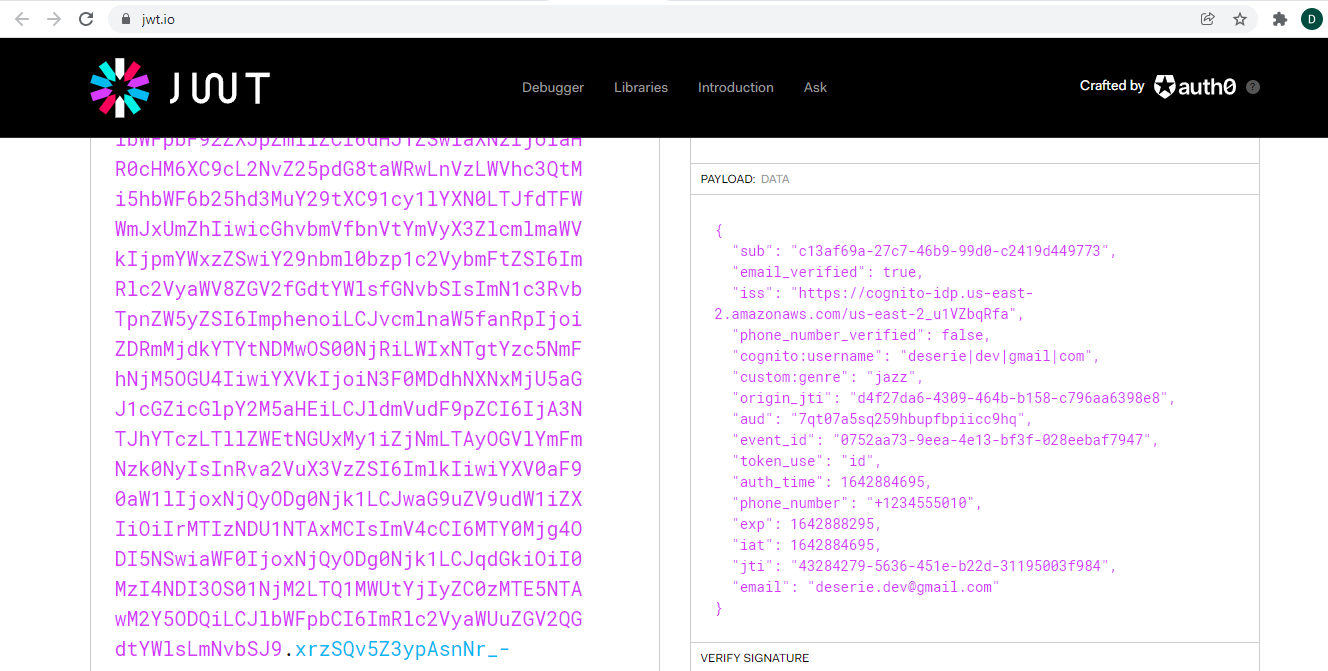 jwt.io
D
JWT
Debugger
Libraries
Introduction
Ask
Crafted by auth0 ?
R0cHM6XC9cL2NvZ25pdG8taWRwLnVzLWVhc3QtM
i5hbWF6b25hd3MuY29tXC91cy1lYXN0LTJfdTFW
WmJxUmZhIiwicGhvbmVfbnVtYmVyX3ZlcmlmaWV
kIjpmYWxzZSwiY29nbml0bzp1c2VybmFtZSI6Im
Rlc2VyaWV8ZGV2fGdtYWlsfGNvbSIsImN1c3Rvb
TpnZW5yZSI6ImphenoiLCJvcmlnaW5fanRpIjoi
ZDRmMjdkYTYtNDMwOS00NjRiLWIxNTgtYzc5NmF
hNjM5OGU4IiwiYXVkIjoiN3F0MDdhNXNxMjU5aG
J1cGZicGlpY2M5aHEiLCJldmVudF9pZCI6IjA3N
TJhYTczLTllZWEtNGUxMy1iZjNmLTAyOGVlYmFm
Nzk0NyIsInRva2VuX3VzZSI6ImlkIiwiYXV0aF9
0aW1lIjoxNjQyODg0Njk1LCJwaG9uZV9udW1iZX
IiOiIrMTIzNDU1NTAxMCIsImV4cCI6MTY0Mjg4O
DI5NSwiaWF0IjoxNjQyODg0Njk1LCJqdGkiOiI0
MzI4NDI3OS01NjM2LTQ1MWUtYjIyZC0zMTE5NTA
wM2Y5ODQiLCJlbWFpbCI6ImRlc2VyaWUuZGV2QG
dtYWlsLmNvbSJ9.xrzSQv5Z3ypAsnNr_-
PAYLOAD: DATA
{
"sub": "c13af69a-27c7-46b9-99d0-c2419d449773",
"email_verified": true,
"iss": "https://cognito-idp.us-east-
2.amazonaws.com/us-east-2_u1VZbqRfa",
"phone_number_verified": false,
"cognito:username": "deserie|dev|gmail|com",
"custom:genre": "jazz",
"origin_jti": "d4f27da6-4309-464b-b158-c796aa6398e8",
"aud": "7qt07a5sq259hbupfbpiicc9hq",
"event_id": "0752aa73-9eea-4e13-bf3f-028eebaf7947",
"token_use": "id",
"auth_time": 1642884695,
"phone_number": "+1234555010",
"exp": 1642888295,
"iat": 1642884695,
"jti": "43284279-5636-451e-b22d-31195003f984",
"email": "deserie.dev@gmail.com"
}
VERIFY SIGNATURE